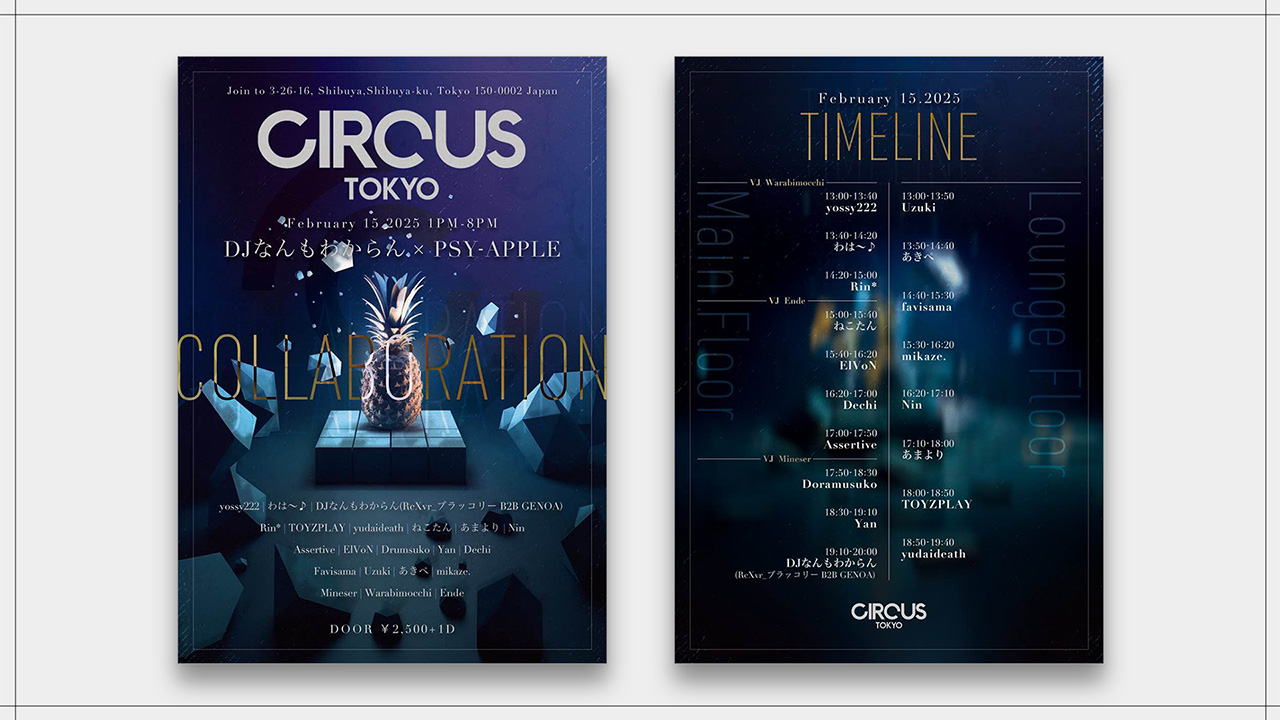 Join to 3-26-16, Shibuya,Shibuya-ku, Tokyo 150-0002 Japan
CIRCUS
TOKYO
February 15.2025 1PM-8PM
DJなんもわからん × PSY-APPLE
COLLABORATION
yossy222 | わは〜♪ | DJなんもわからん(ReXvr_ブラッコリー B2B GENOA)
Rin* | TOYZPLAY | yudaideath | ねこたん | あまより | Nin
Assertive | ElVoN | Drumsuko | Yan | Dechi
Favisama | Uzuki | あきべ | mikaze.
Mineser | Warabimocchi | Ende
DOOR ¥2,500+1D
February 15.2025
TIMELINE
Main Floor
VJ Warabimocchi
13:00-13:40
yossy222
13:40-14:20
わは〜♪
14:20-15:00
Rin*
VJ Ende
15:00-15:40
ねこたん
15:40-16:20
ElVoN
16:20-17:00
Dechi
17:00-17:50
Assertive
VJ Mineser
17:50-18:30
Doramusuko
18:30-19:10
Yan
19:10-20:00
DJなんもわからん
(ReXvr_ブラッコリー B2B GENOA)
Lounge Floor
13:00-13:50
Uzuki
13:50-14:40
あきべ
14:40-15:30
favisama
15:30-16:20
mikaze.
16:20-17:10
Nin
17:10-18:00
あまより
18:00-18:50
TOYZPLAY
18:50-19:40
yudaideath
CIRCUS
TOKYO